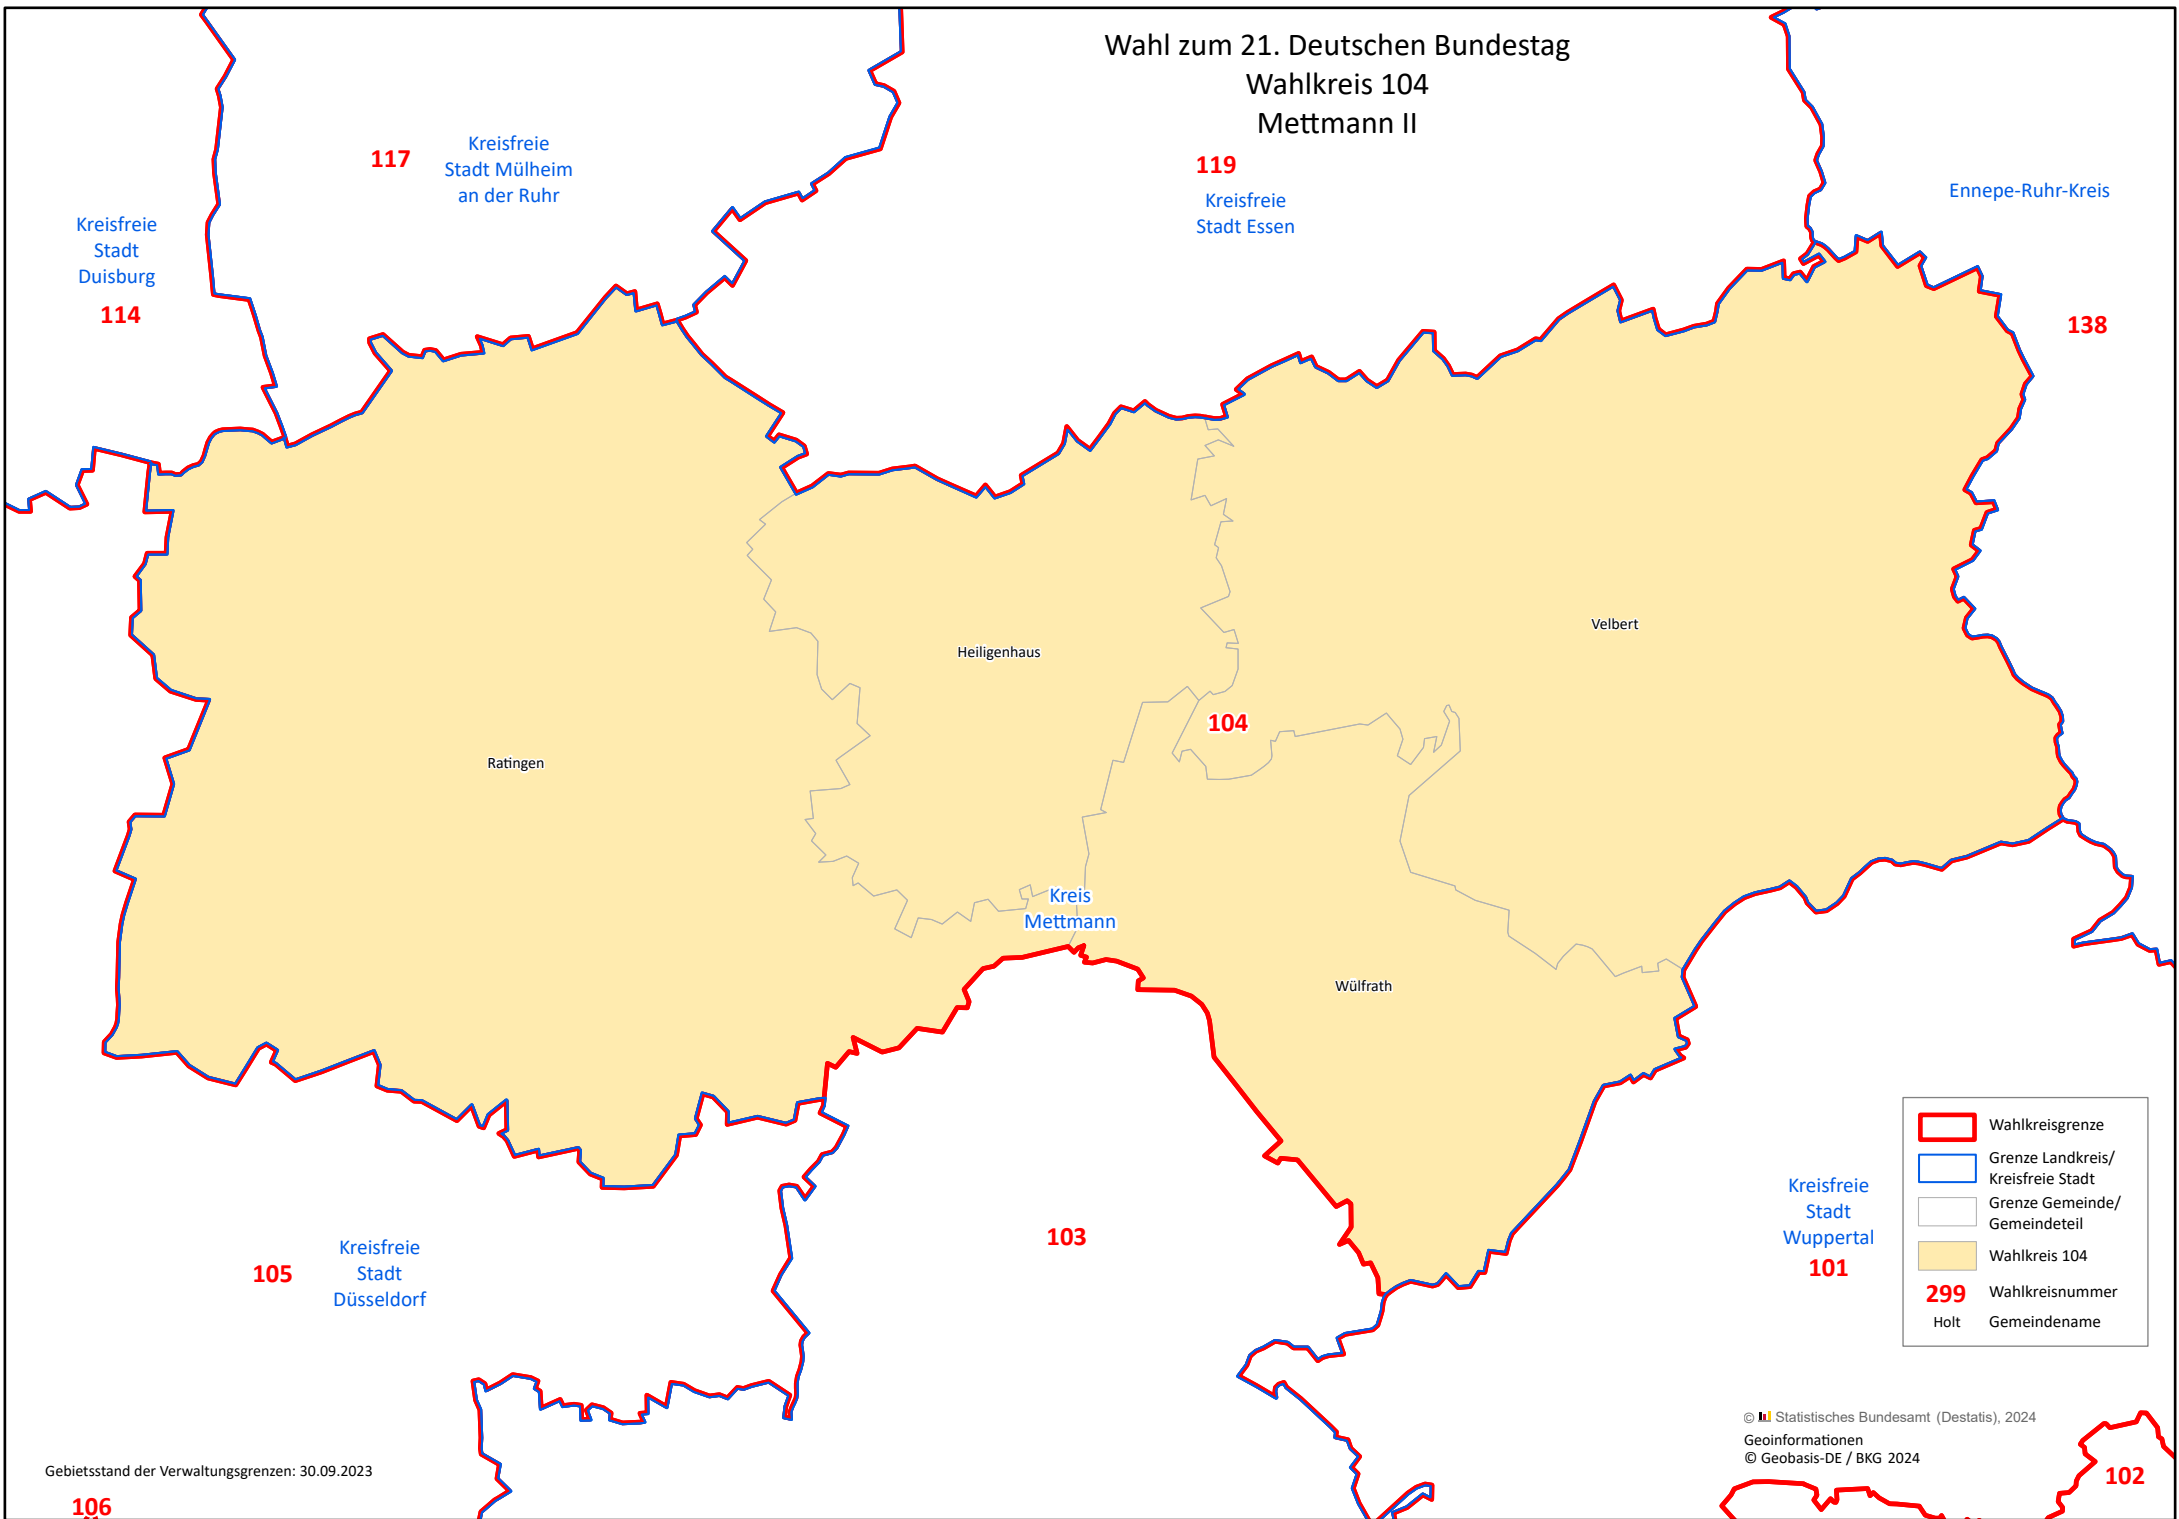 Wahl zum 21. Deutschen Bundestag
Wahlkreis 104
Mettmann II
117
Kreisfreie
Stadt Mülheim
an der Ruhr
119
Kreisfreie
Stadt Essen
Ennepe-Ruhr-Kreis
Kreisfreie
Stadt
Duisburg
114
138
Velbert
Heiligenhaus
104
Ratingen
Kreis
Mettmann
Wülfrath
103
105
Kreisfreie
Stadt
Düsseldorf
Kreisfreie
Stadt
Wuppertal
101
Wahlkreisgrenze
Grenze Landkreis/
Kreisfreie Stadt
Grenze Gemeinde/
Gemeindeteil
Wahlkreis 104
299 Wahlkreisnummer
Holt Gemeindename
© Statistisches Bundesamt (Destatis), 2024
Geoinformationen
© Geobasis-DE / BKG 2024
Gebietsstand der Verwaltungsgrenzen: 30.09.2023
102
106